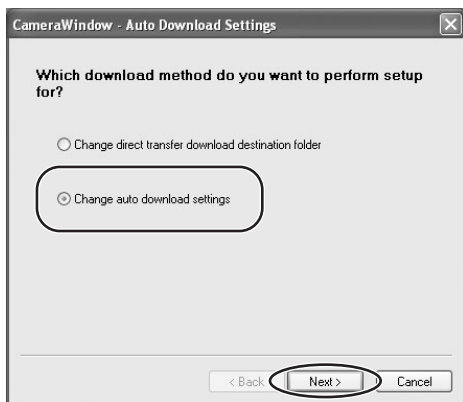 CameraWindow - Auto Download Settings
Which download method do you want to perform setup
for?
Change direct transfer download destination folder
Change auto download settings
< Back Next > Cancel